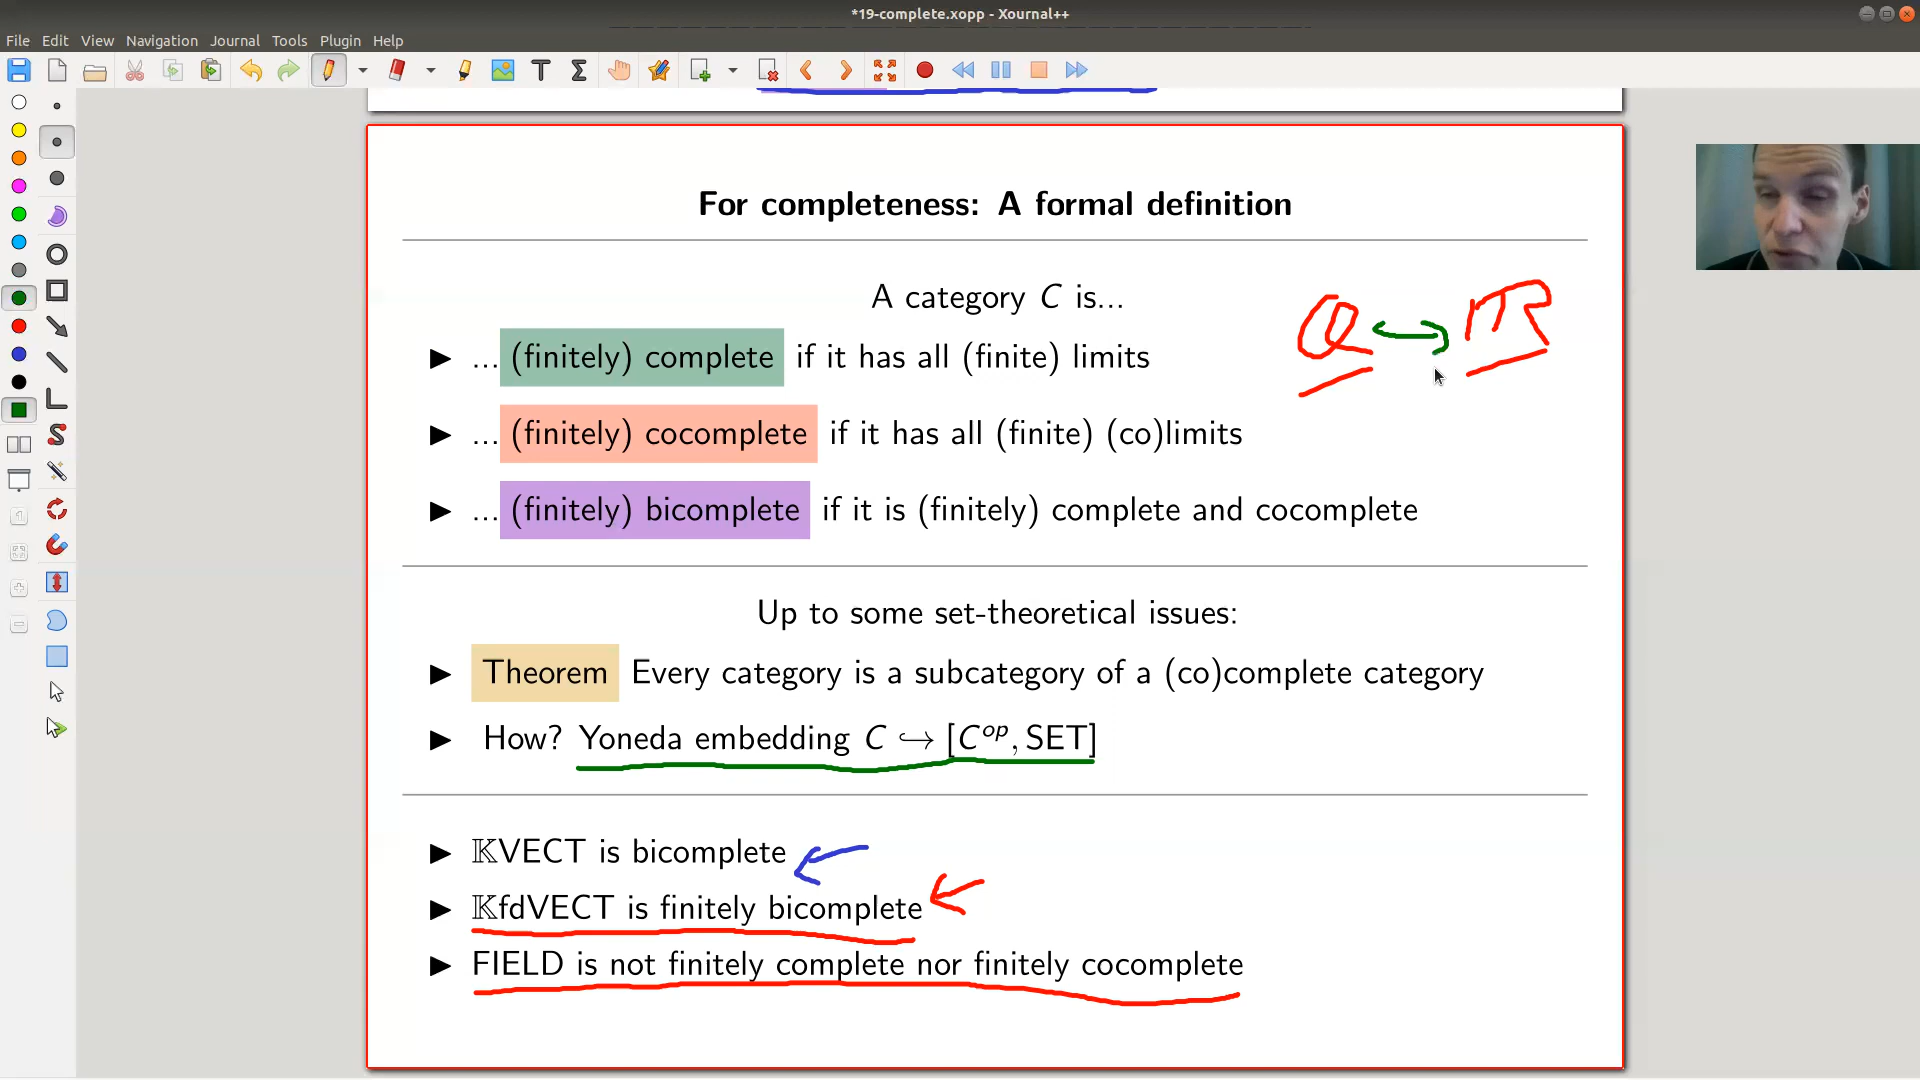 *19-complete.xopp - Xournal++
File Edit View Navigation Journal Tools Plugin Help
For completeness: A formal definition
A category C is...
ℚ ↪ ℝ
▶ ... (finitely) complete if it has all (finite) limits
▶ ... (finitely) cocomplete if it has all (finite) (co)limits
▶ ... (finitely) bicomplete if it is (finitely) complete and cocomplete
Up to some set-theoretical issues:
▶ Theorem Every category is a subcategory of a (co)complete category
▶ How? Yoneda embedding C ↪ [C^op, SET]
▶ 𝕂VECT is bicomplete
▶ 𝕂fdVECT is finitely bicomplete
▶ FIELD is not finitely complete nor finitely cocomplete